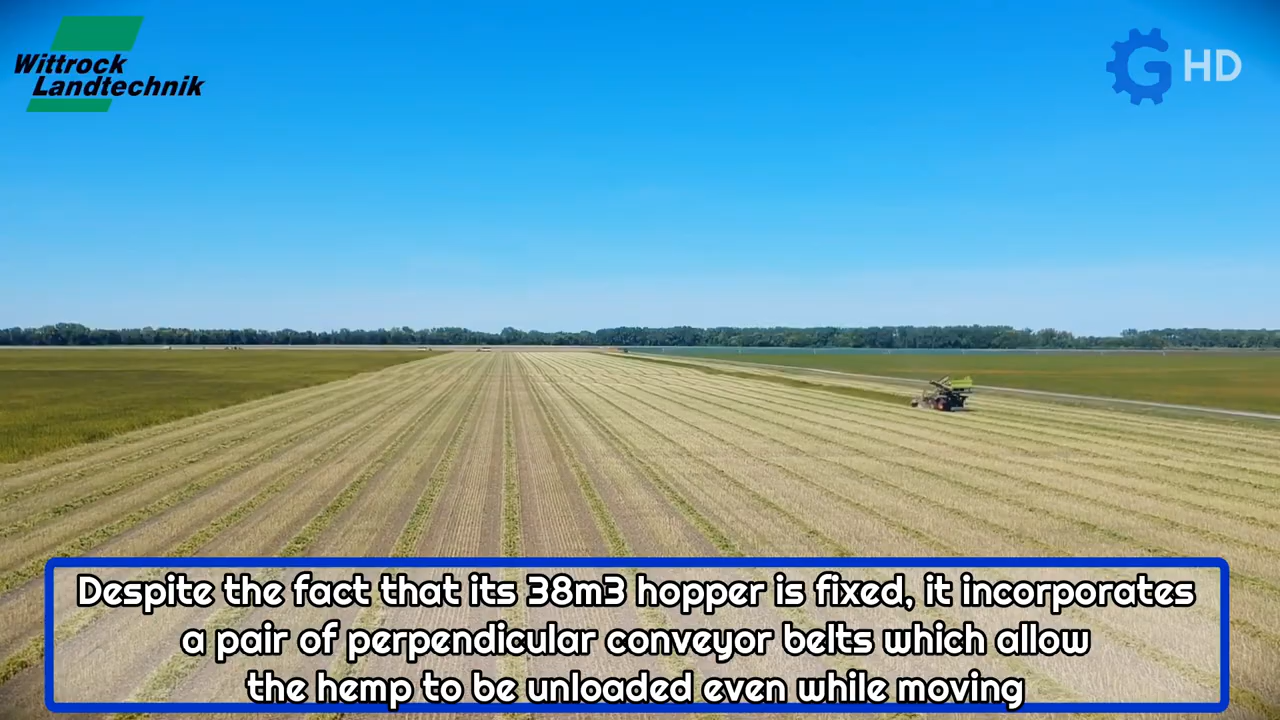 Wittrock
Landtechnik
G HD
Despite the fact that its 38m3 hopper is fixed, it incorporates
a pair of perpendicular conveyor belts which allow
the hemp to be unloaded even while moving